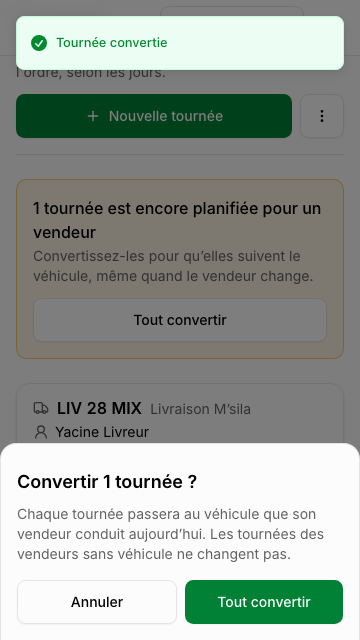 Tournée convertie
l'ordre, selon les jours.
Nouvelle tournée
1 tournée est encore planifiée pour un
vendeur
Convertissez-les pour qu’elles suivent le
véhicule, même quand le vendeur change.
Tout convertir
LIV 28 MIX Livraison M’sila
Yacine Livreur
Convertir 1 tournée ?
Chaque tournée passera au véhicule que son
vendeur conduit aujourd’hui. Les tournées des
vendeurs sans véhicule ne changent pas.
Annuler Tout convertir